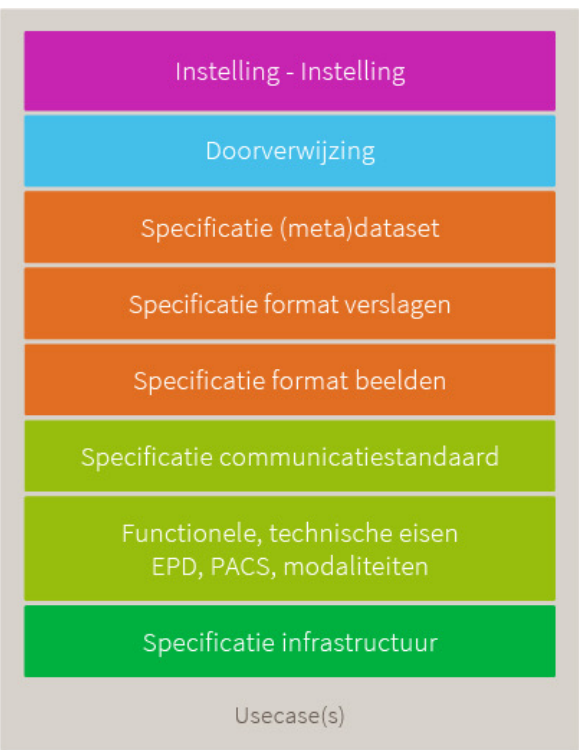 Instelling - Instelling
Doorverwijzing
Specificatie (meta)dataset
Specificatie format verslagen
Specificatie format beelden
Specificatie communicatiestandaard
Functionele, technische eisen
EPD, PACS, modaliteiten
Specificatie infrastructuur
Usecase(s)